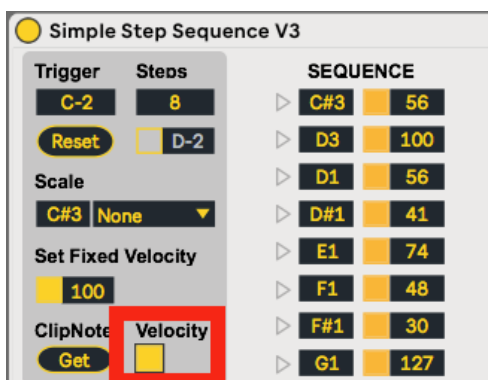 Simple Step Sequence V3
Trigger Steps
C-2 8
Reset D-2
Scale
C#3 None
Set Fixed Velocity
100
ClipNote Velocity
Get
SEQUENCE
C#3 56
D3 100
D1 56
D#1 41
E1 74
F1 48
F#1 30
G1 127